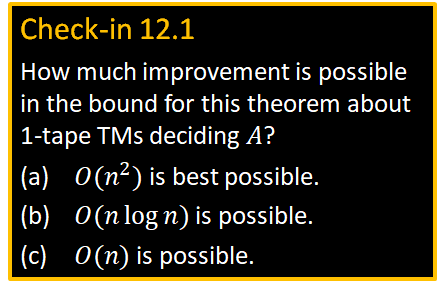 Check-in 12.1
How much improvement is possible
in the bound for this theorem about
1-tape TMs deciding 𝐴?
(a) 𝑂(𝑛²) is best possible.
(b) 𝑂(𝑛 log 𝑛) is possible.
(c) 𝑂(𝑛) is possible.